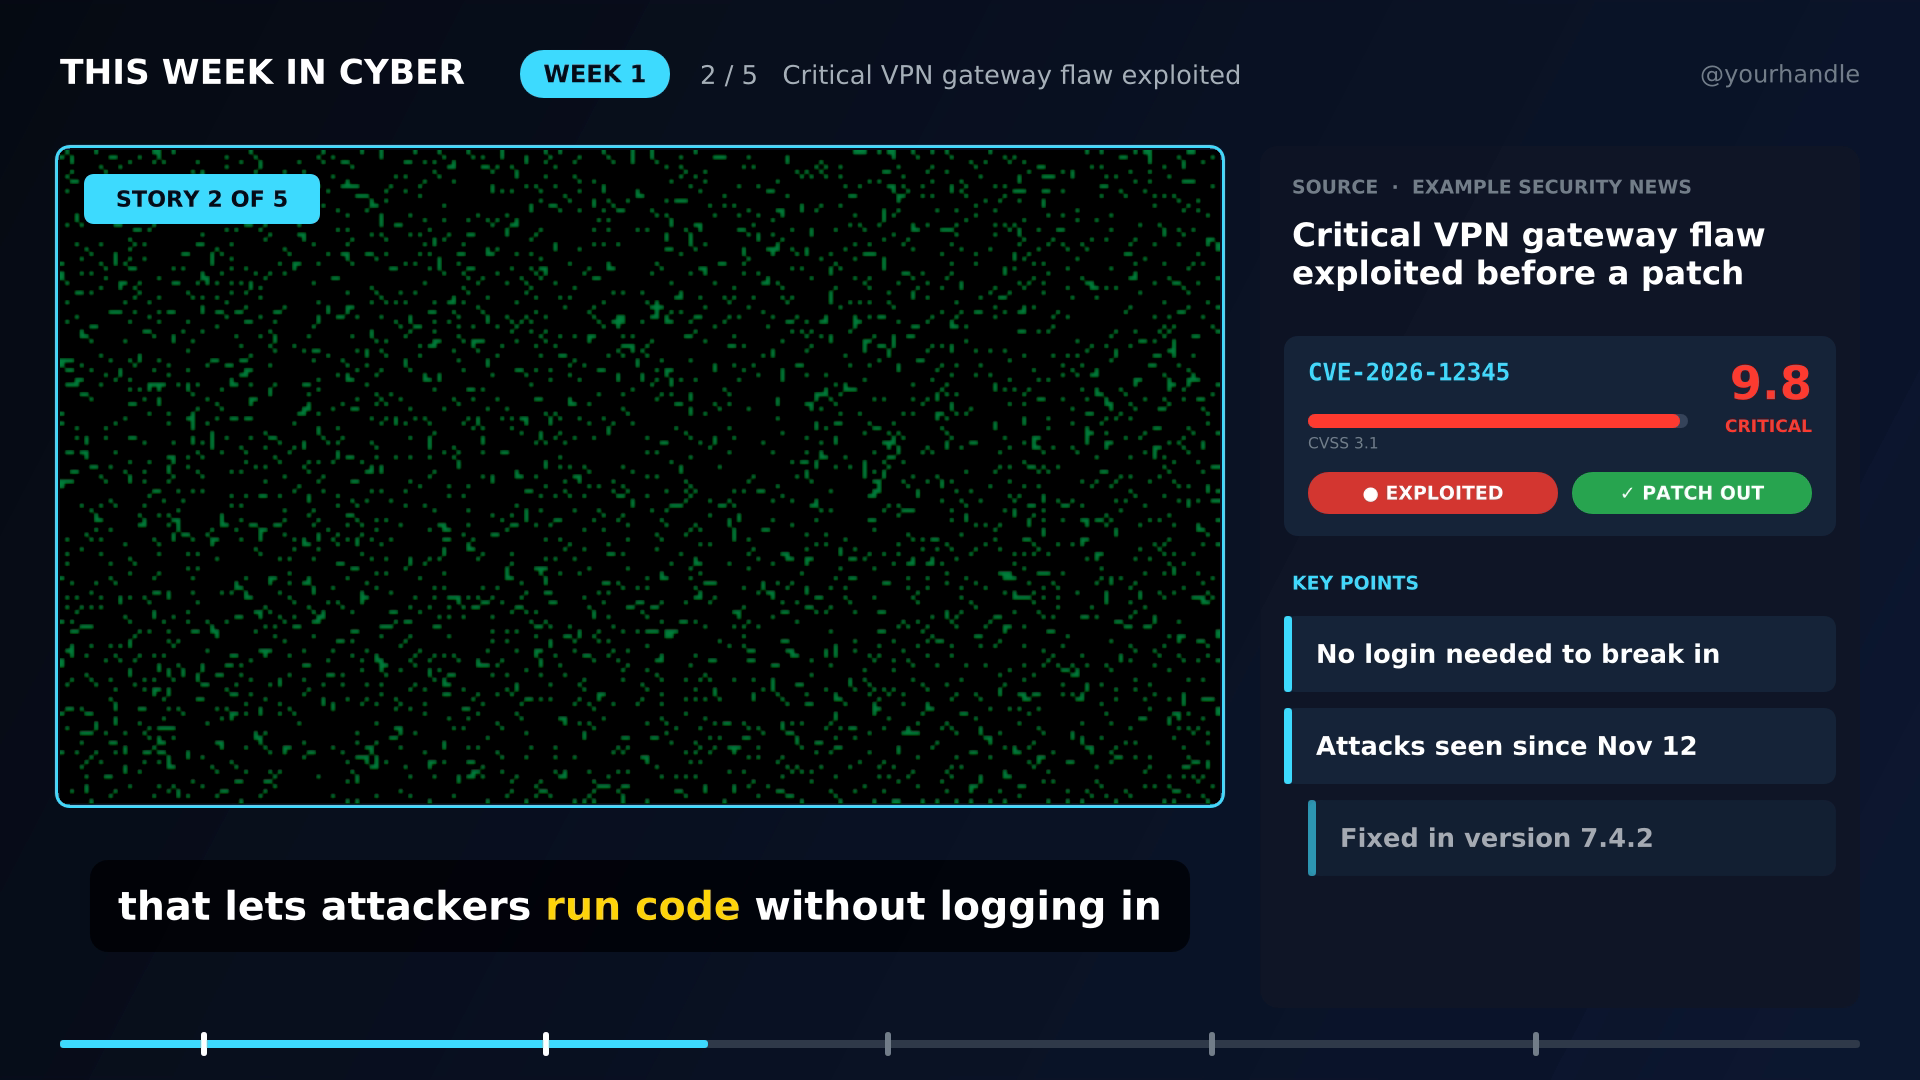 THIS WEEK IN CYBER
WEEK 1
2 / 5 Critical VPN gateway flaw exploited
@yourhandle
STORY 2 OF 5
SOURCE · EXAMPLE SECURITY NEWS
Critical VPN gateway flaw
exploited before a patch
CVE-2026-12345
9.8
CRITICAL
CVSS 3.1
● EXPLOITED
✓ PATCH OUT
KEY POINTS
No login needed to break in
Attacks seen since Nov 12
Fixed in version 7.4.2
that lets attackers run code without logging in